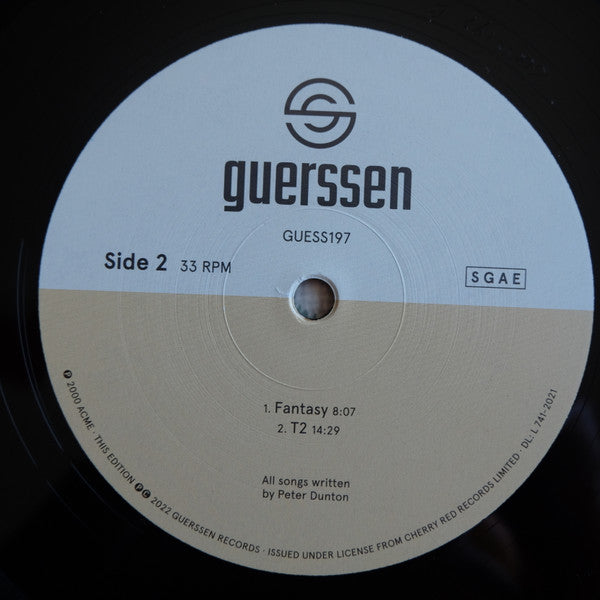 guerssen
GUESS197
Side 2 33 RPM
SGAE
1. Fantasy 8:07
2. T2 14:29
All songs written
by Peter Dunton
℗ 2000 ACME · THIS EDITION ℗ © 2022 GUERSSEN RECORDS · ISSUED UNDER LICENSE FROM CHERRY RED RECORDS LIMITED · DL: L 741-2021